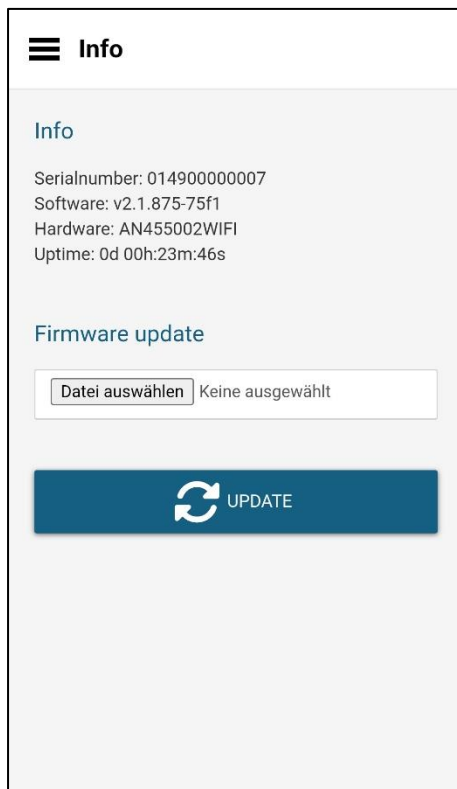 Info
Info
Serialnumber: 014900000007
Software: v2.1.875-75f1
Hardware: AN455002WIFI
Uptime: 0d 00h:23m:46s
Firmware update
Datei auswählen Keine ausgewählt
UPDATE